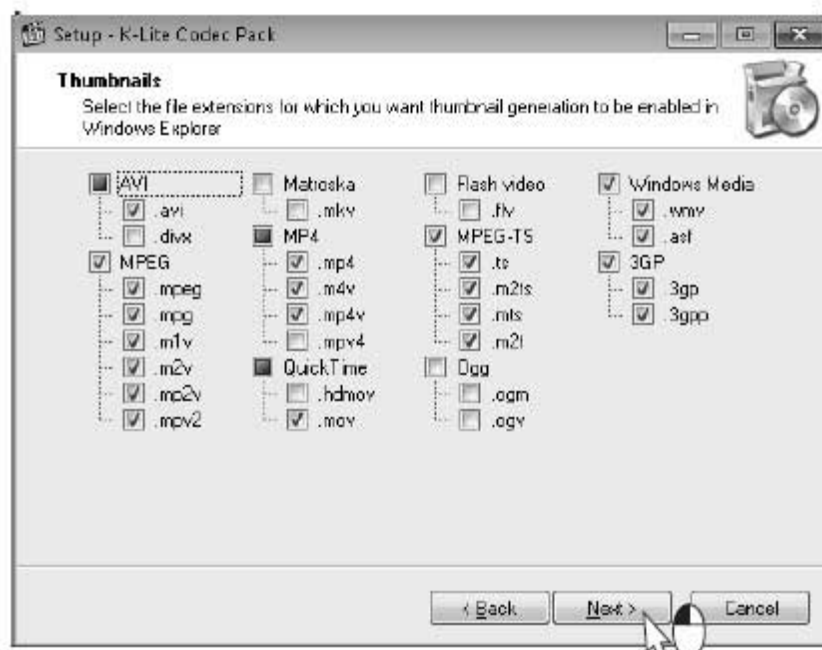 Setup - K-Lite Codec Pack
Thumbnails
Select the file extensions for which you want thumbnail generation to be enabled in
Windows Explorer
AVI
.avi
.divx
MPEG
.mpeg
.mpg
.m1v
.m2v
.mp2v
.mpv2
Matroska
.mkv
MP4
.mp4
.m4v
.mp4v
.mpv4
QuickTime
.hdmov
.mov
Flash video
.flv
MPEG-TS
.ts
.m2ts
.mts
.m2t
Ogg
.ogm
.ogv
Windows Media
.wmv
.asf
3GP
.3gp
.3gpp
< Back
Next >
Cancel